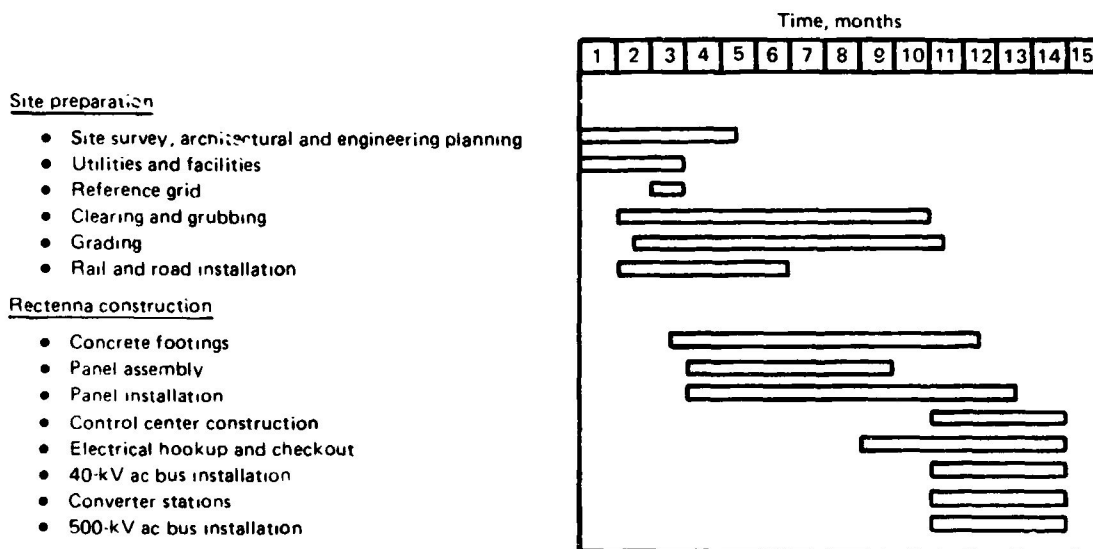 Time, months
1 2 3 4 5 6 7 8 9 10 11 12 13 14 15
Site preparation
• Site survey, architectural and engineering planning
• Utilities and facilities
• Reference grid
• Clearing and grubbing
• Grading
• Rail and road installation
Rectenna construction
• Concrete footings
• Panel assembly
• Panel installation
• Control center construction
• Electrical hookup and checkout
• 40-kV ac bus installation
• Converter stations
• 500-kV ac bus installation